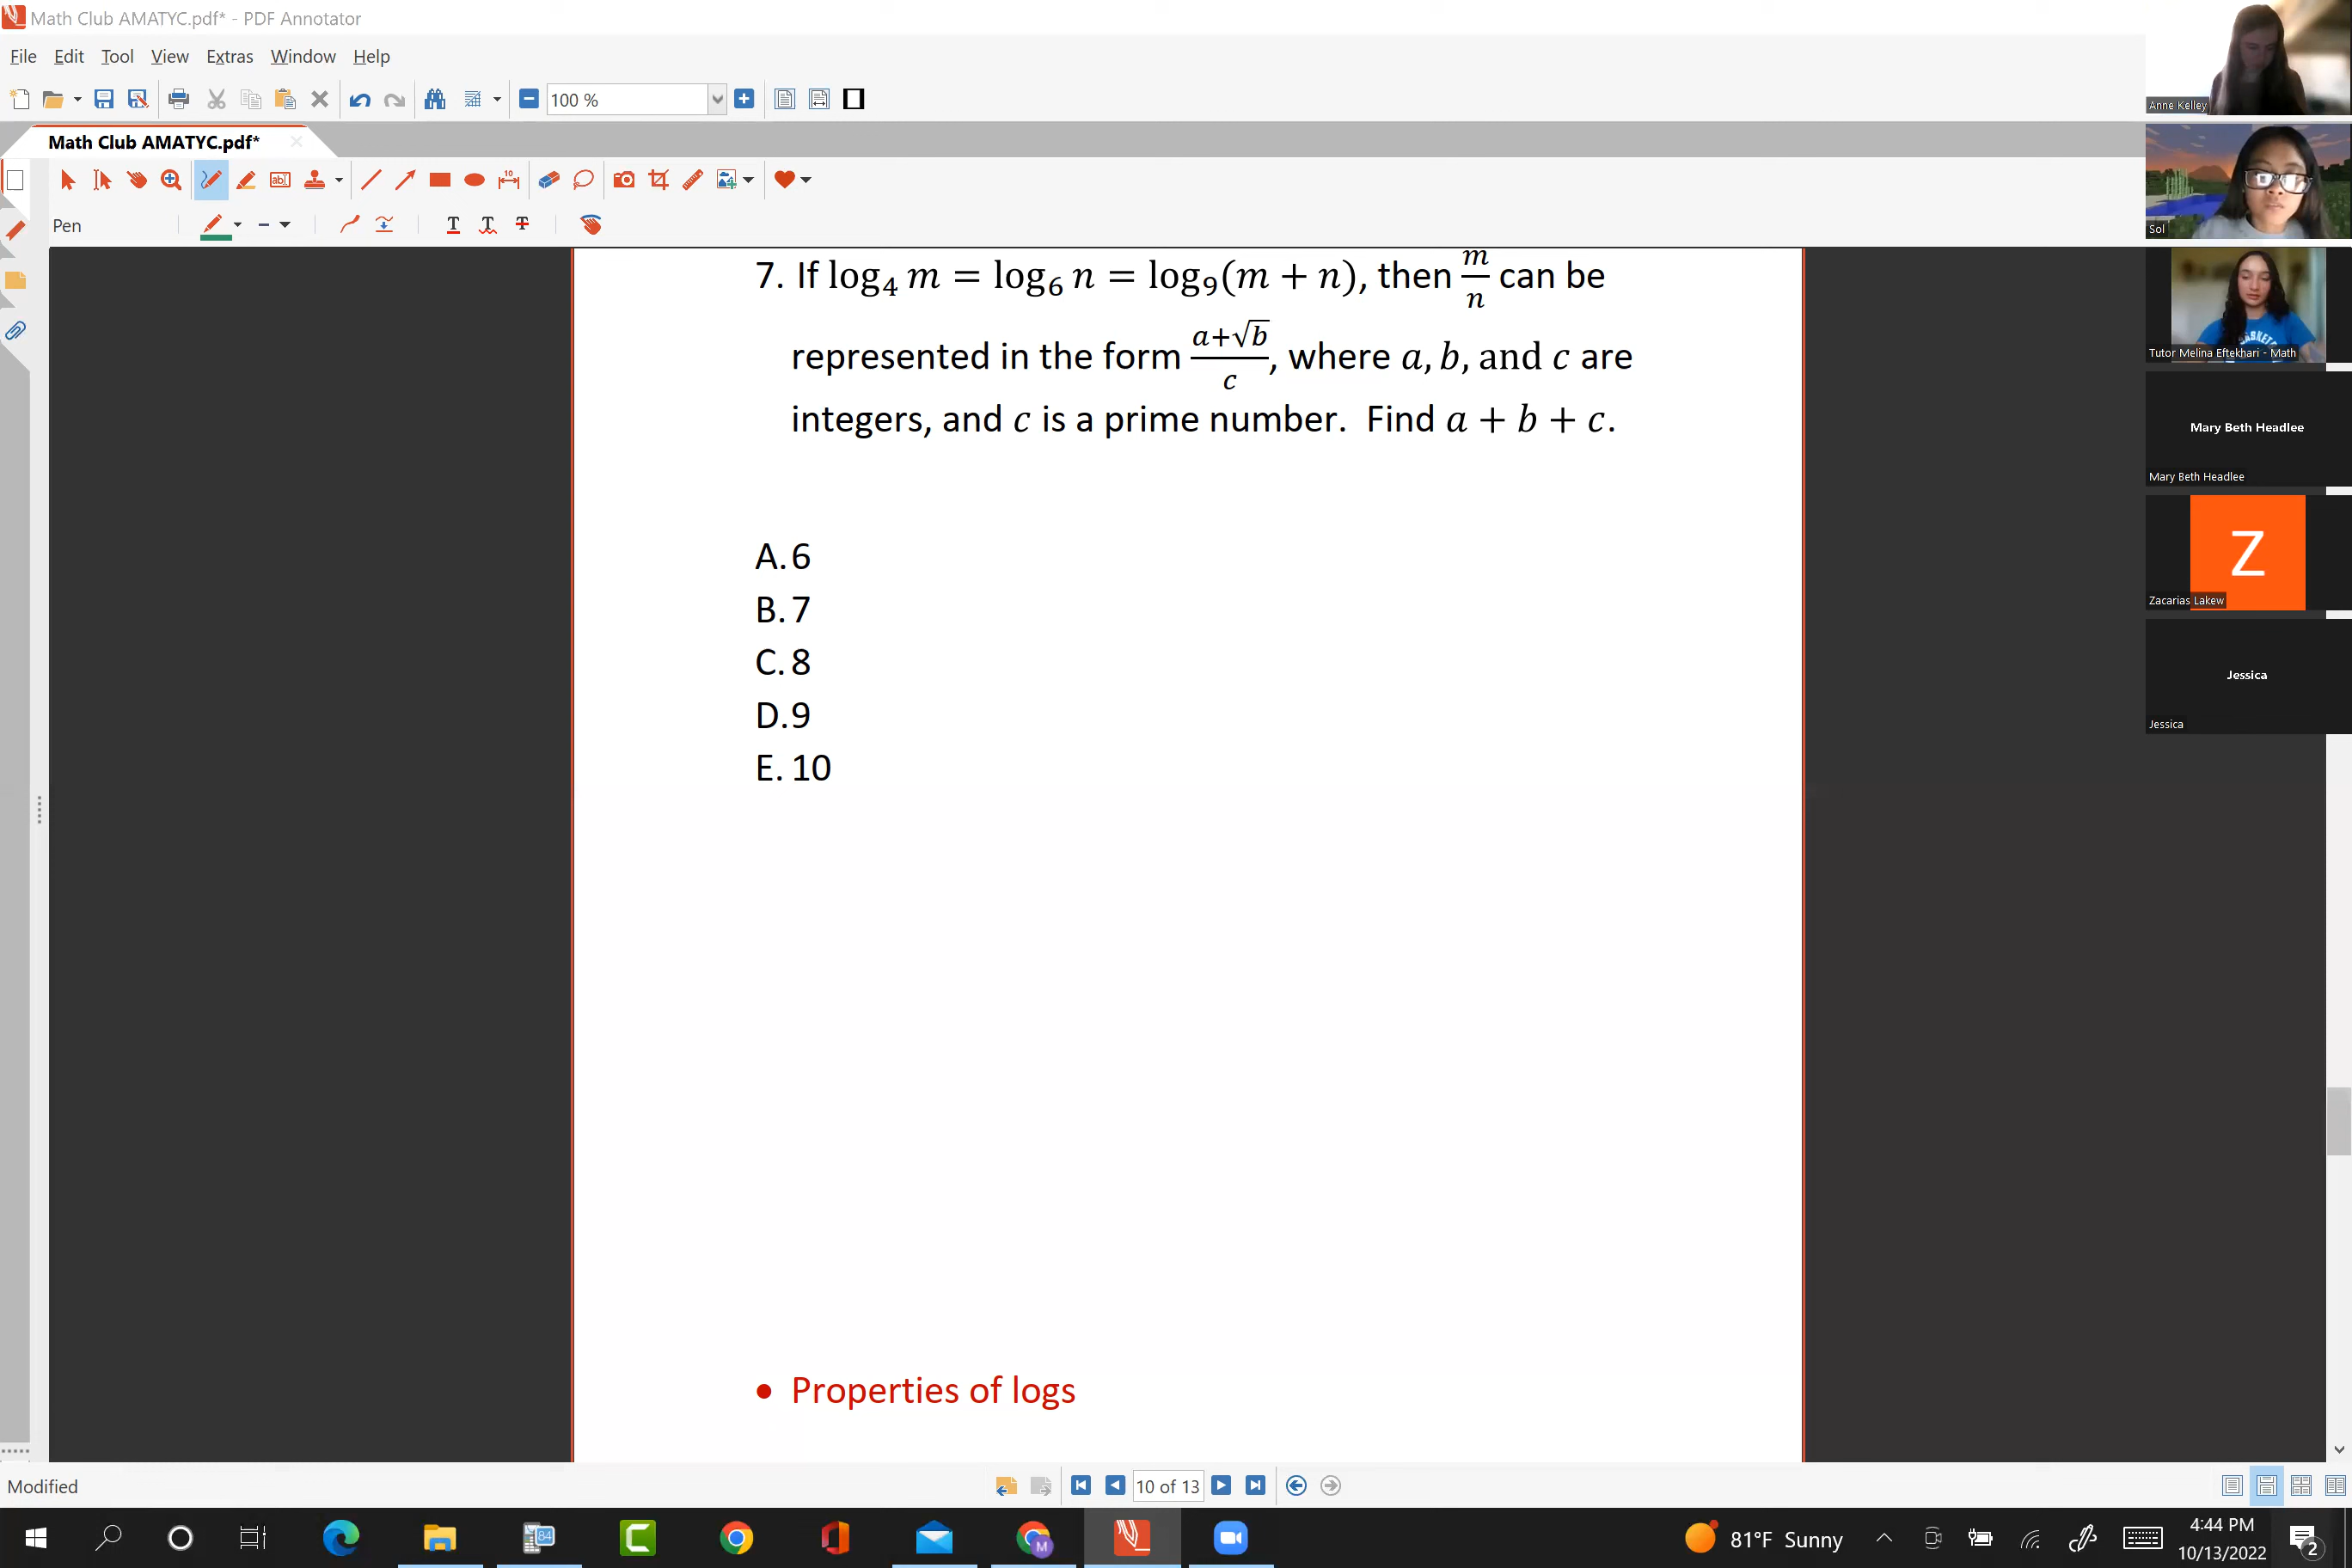 Math Club AMATYC.pdf* - PDF Annotator
File Edit Tool View Extras Window Help
100 %
Math Club AMATYC.pdf*
Pen
7. If log₄ m = log₆ n = log₉(m + n), then m/n can be
represented in the form (a+√b)/c, where a, b, and c are
integers, and c is a prime number. Find a + b + c.
A. 6
B. 7
C. 8
D. 9
E. 10
• Properties of logs
Anne Kelley
Sol
Tutor Melina Eftekhari - Math
Mary Beth Headlee
Mary Beth Headlee
Z
Zacarias Lakew
Jessica
Jessica
Modified
10 of 13
84
M
81°F Sunny
4:44 PM
10/13/2022
2